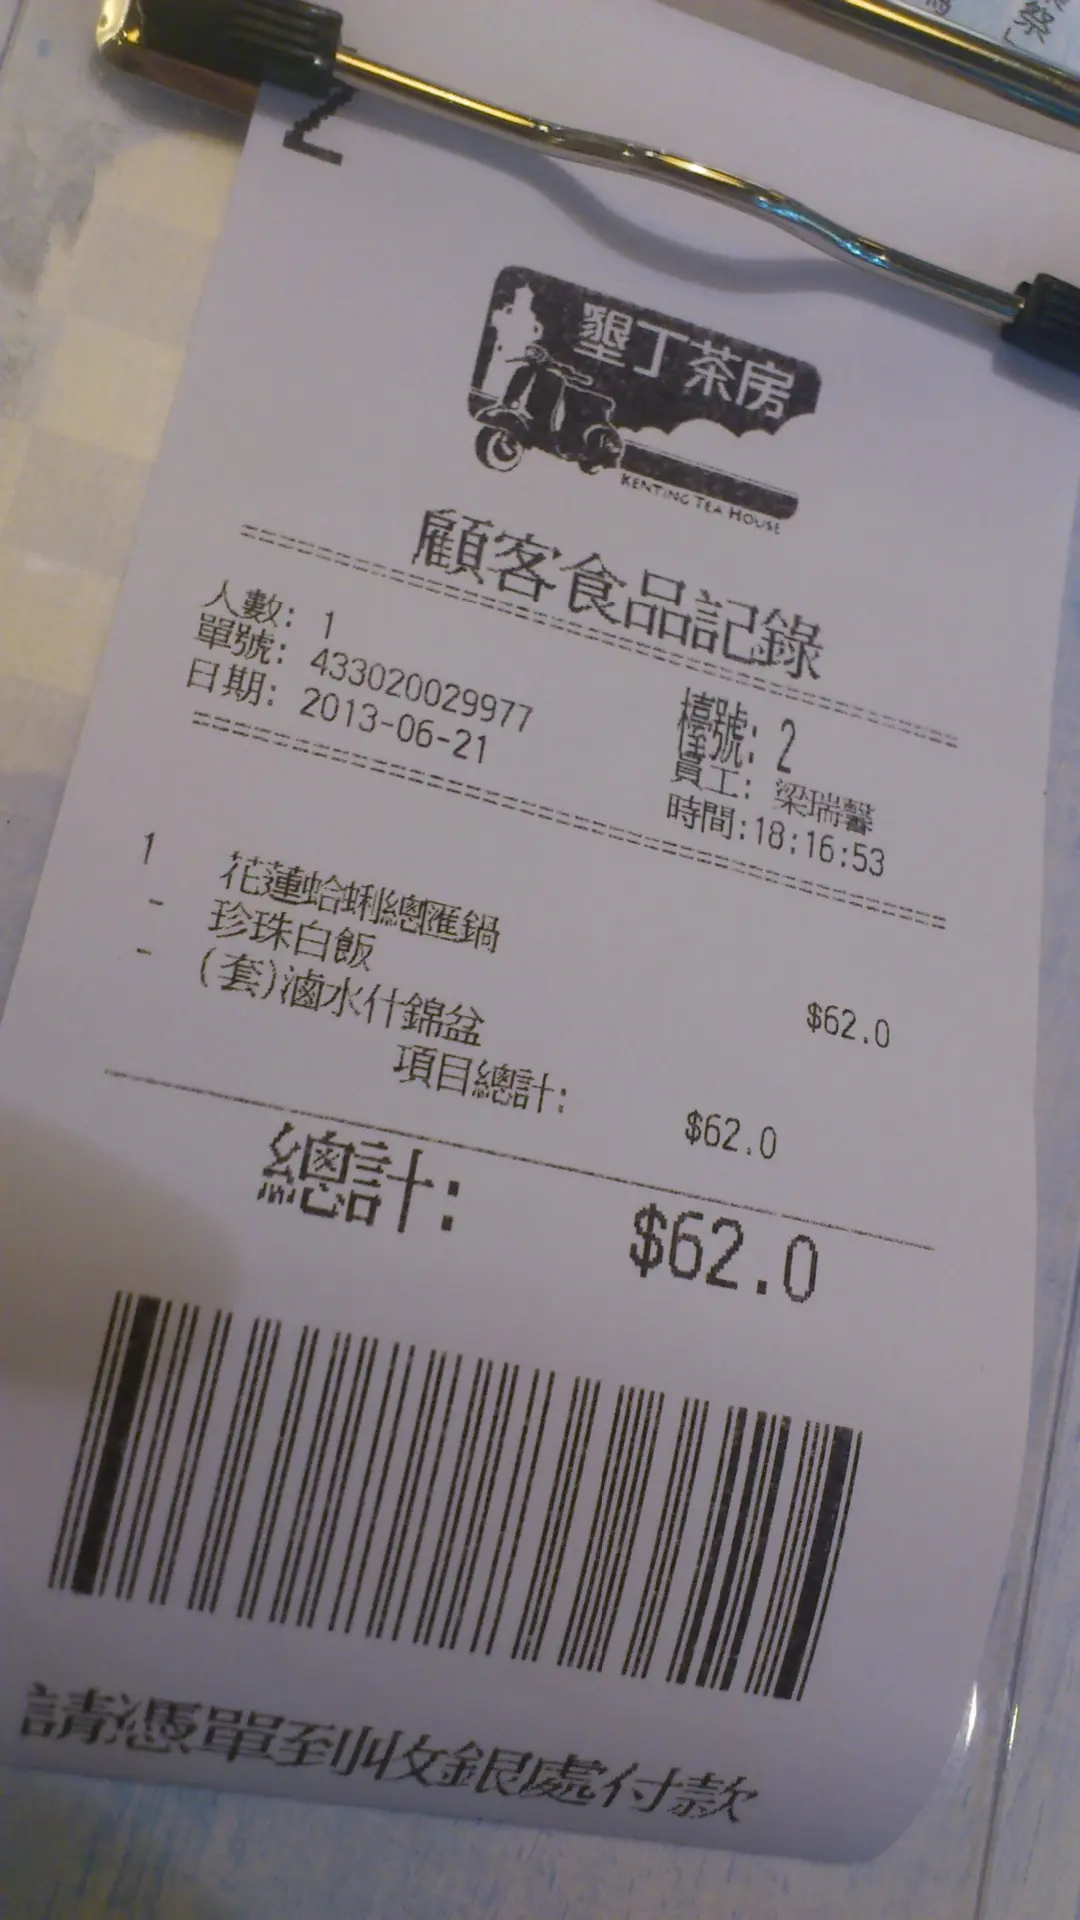 2
墾丁茶房
KENTING TEA HOUSE
顧客食品記錄
人數: 1
單號: 433020029977
檯號: 2
日期: 2013-06-21
員工: 梁瑞馨
時間:18:16:53
1 花蓮蛤蜊總匯鍋 $62.0
- 珍珠白飯
- (套)滷水什錦盆
項目總計: $62.0
總計: $62.0
請憑單到收銀處付款